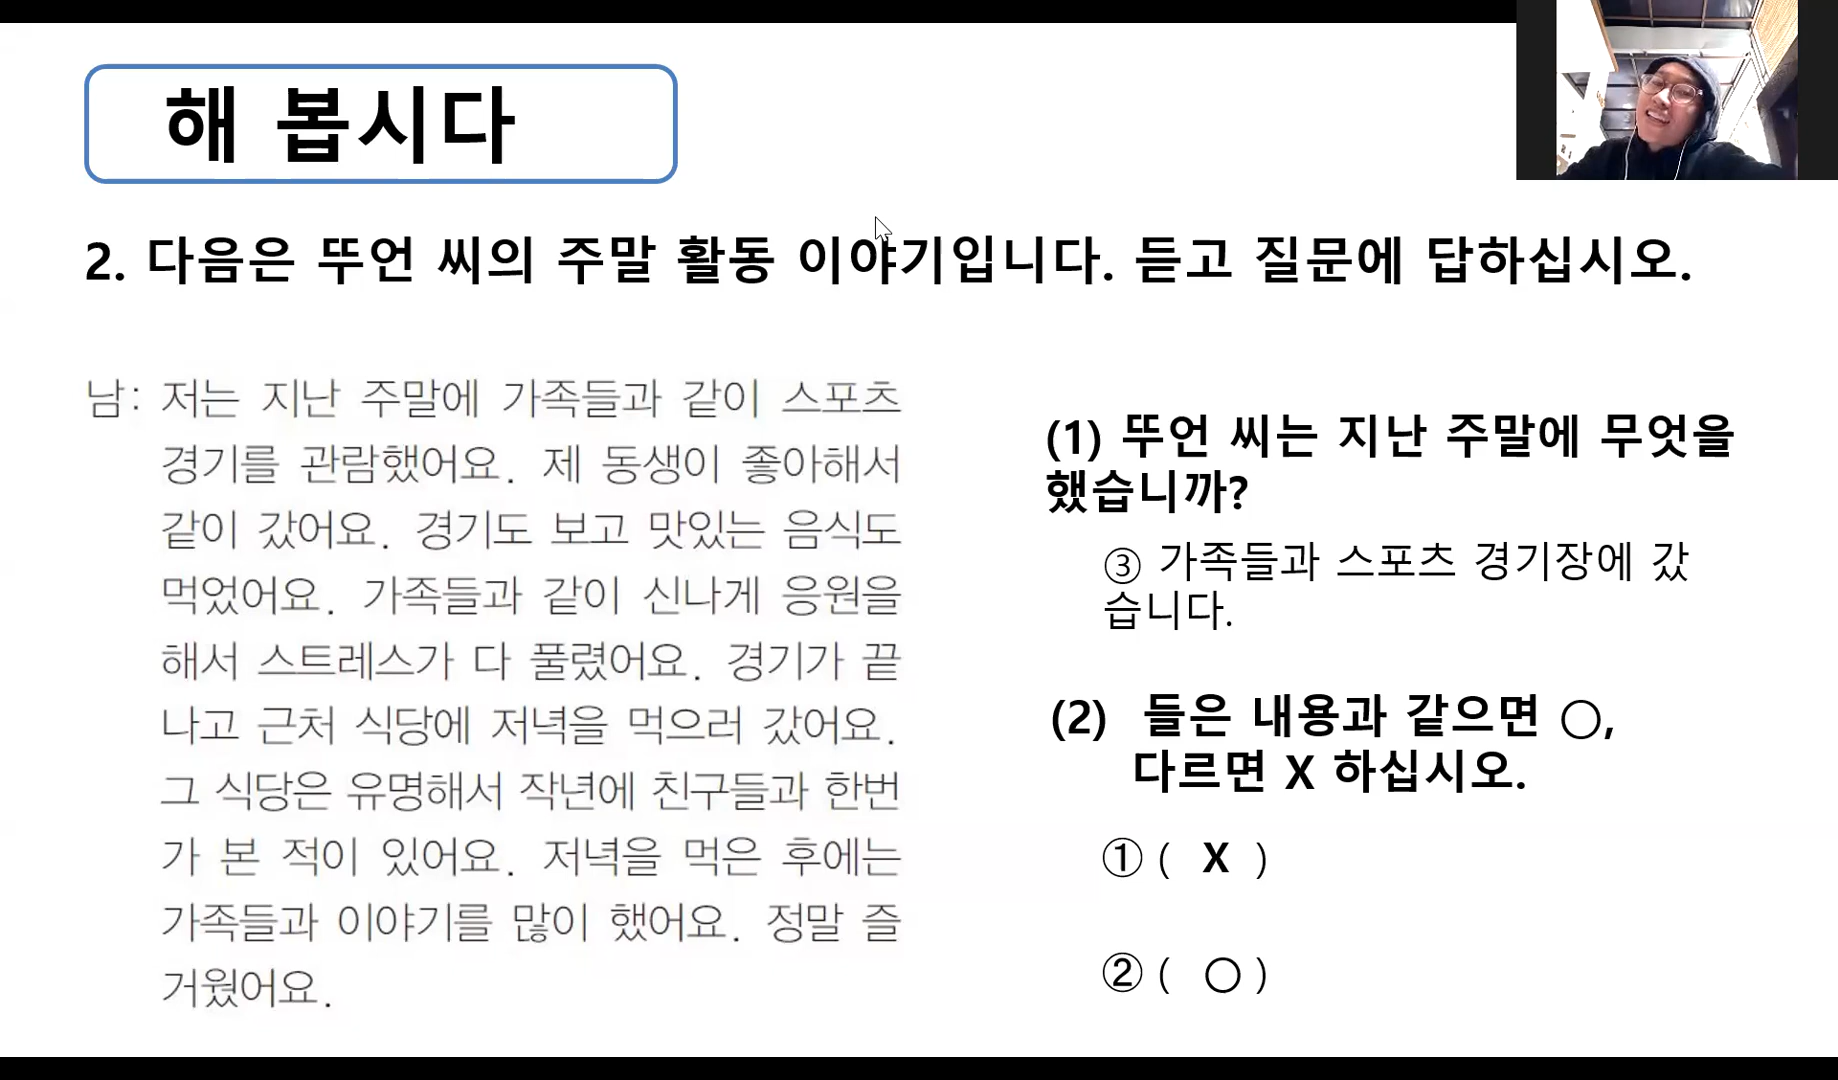 해 봅시다
2. 다음은 뚜언 씨의 주말 활동 이야기입니다. 듣고 질문에 답하십시오.
남: 저는 지난 주말에 가족들과 같이 스포츠
경기를 관람했어요. 제 동생이 좋아해서
같이 갔어요. 경기도 보고 맛있는 음식도
먹었어요. 가족들과 같이 신나게 응원을
해서 스트레스가 다 풀렸어요. 경기가 끝
나고 근처 식당에 저녁을 먹으러 갔어요.
그 식당은 유명해서 작년에 친구들과 한번
가 본 적이 있어요. 저녁을 먹은 후에는
가족들과 이야기를 많이 했어요. 정말 즐
거웠어요.
(1) 뚜언 씨는 지난 주말에 무엇을
했습니까?
③ 가족들과 스포츠 경기장에 갔
습니다.
(2) 들은 내용과 같으면 ○,
다르면 X 하십시오.
① ( X )
② ( ○ )